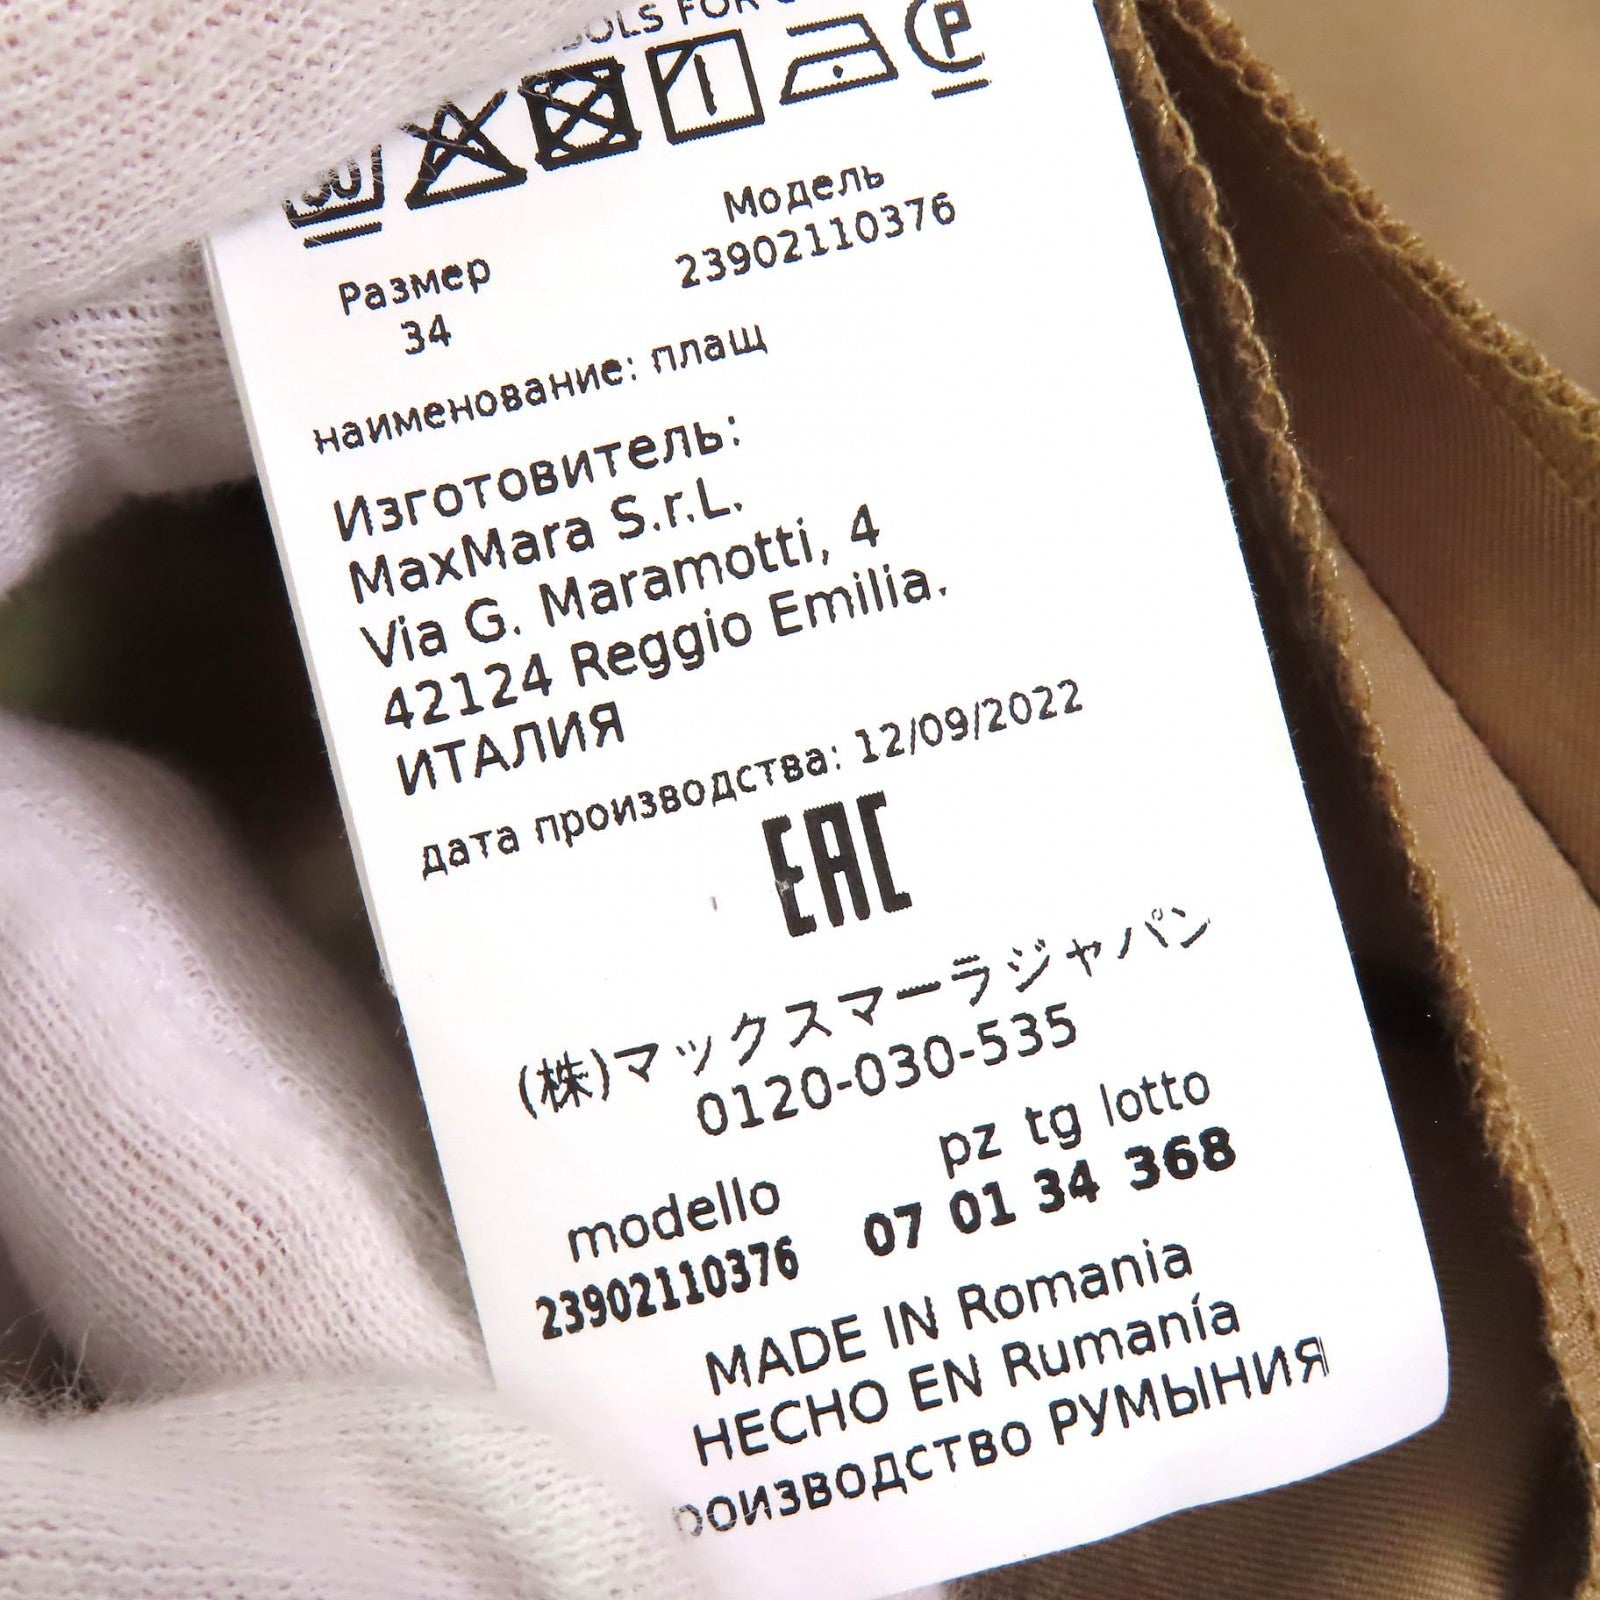 FOR
Модель
23902110376
Размер
34
наименование: плащ
Изготовитель:
MaxMara S.r.L.
Via G. Maramotti, 4
42124 Reggio Emilia.
ИТАЛИЯ
дата производства: 12/09/2022
EAC
(株)マックスマーラジャパン
0120-030-535
pz tg lotto
modello
07 01 34 368
23902110376
MADE IN Romania
HECHO EN Rumanía
РУМЫНИЯ